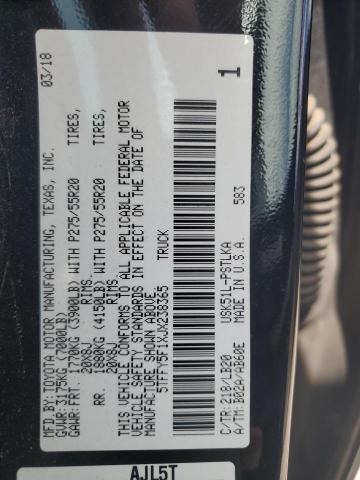 MFD.BY:TOYOTA MOTOR MANUFACTURING, TEXAS, INC. 03/18
GVWR:3175KG (7000LB)
GAWR:FRT. 1770KG (3900LB) WITH P275/55R20 TIRES,
20X8J RIMS.
RR. 1880KG (4150LB) WITH P275/55R20 TIRES,
20X8J RIMS.
THIS VEHICLE CONFORMS TO ALL APPLICABLE FEDERAL MOTOR
VEHICLE SAFETY STANDARDS IN EFFECT ON THE DATE OF
MANUFACTURE SHOWN ABOVE.
5TFFY5F1XJX238365 TRUCK
USK51L-PSTLKA 1
C/TR:218/LB20
A/TM:B02A/AB60E 583 MADE IN U.S.A.
AJL5T